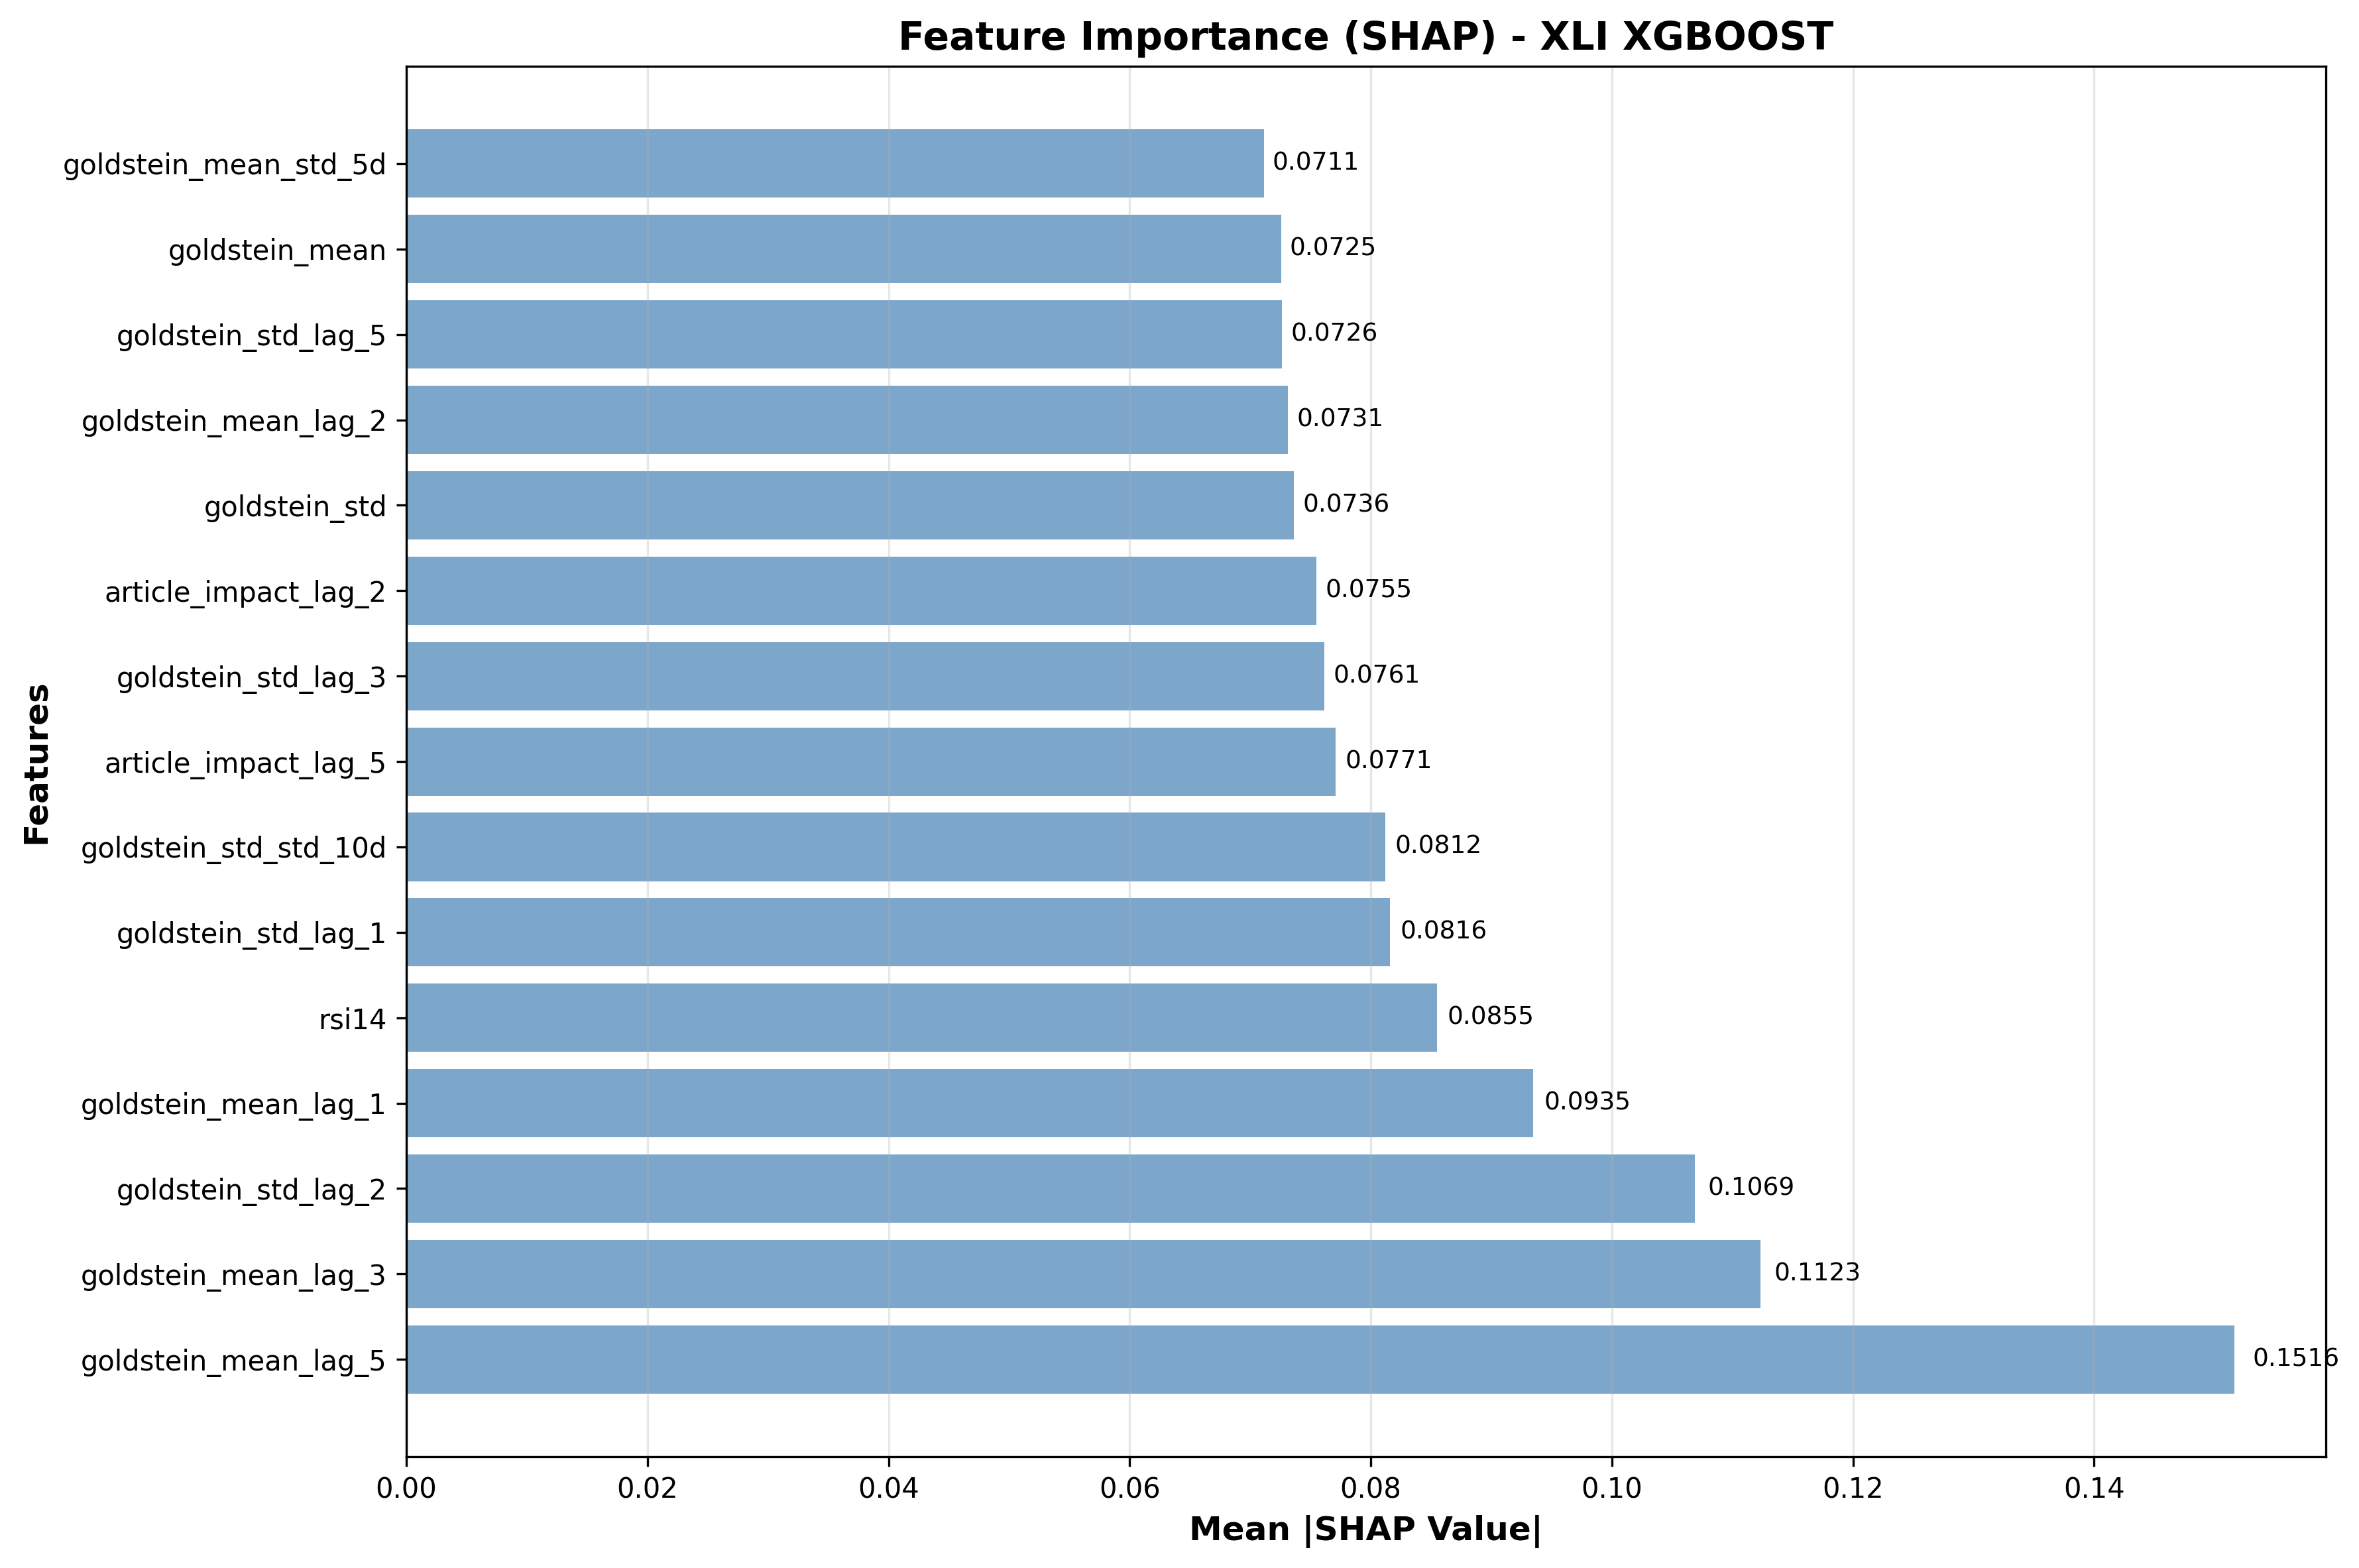 Feature Importance (SHAP) - XLI XGBOOST
Features
goldstein_mean_std_5d 0.0711
goldstein_mean 0.0725
goldstein_std_lag_5 0.0726
goldstein_mean_lag_2 0.0731
goldstein_std 0.0736
article_impact_lag_2 0.0755
goldstein_std_lag_3 0.0761
article_impact_lag_5 0.0771
goldstein_std_std_10d 0.0812
goldstein_std_lag_1 0.0816
rsi14 0.0855
goldstein_mean_lag_1 0.0935
goldstein_std_lag_2 0.1069
goldstein_mean_lag_3 0.1123
goldstein_mean_lag_5 0.1516
0.00 0.02 0.04 0.06 0.08 0.10 0.12 0.14
Mean |SHAP Value|